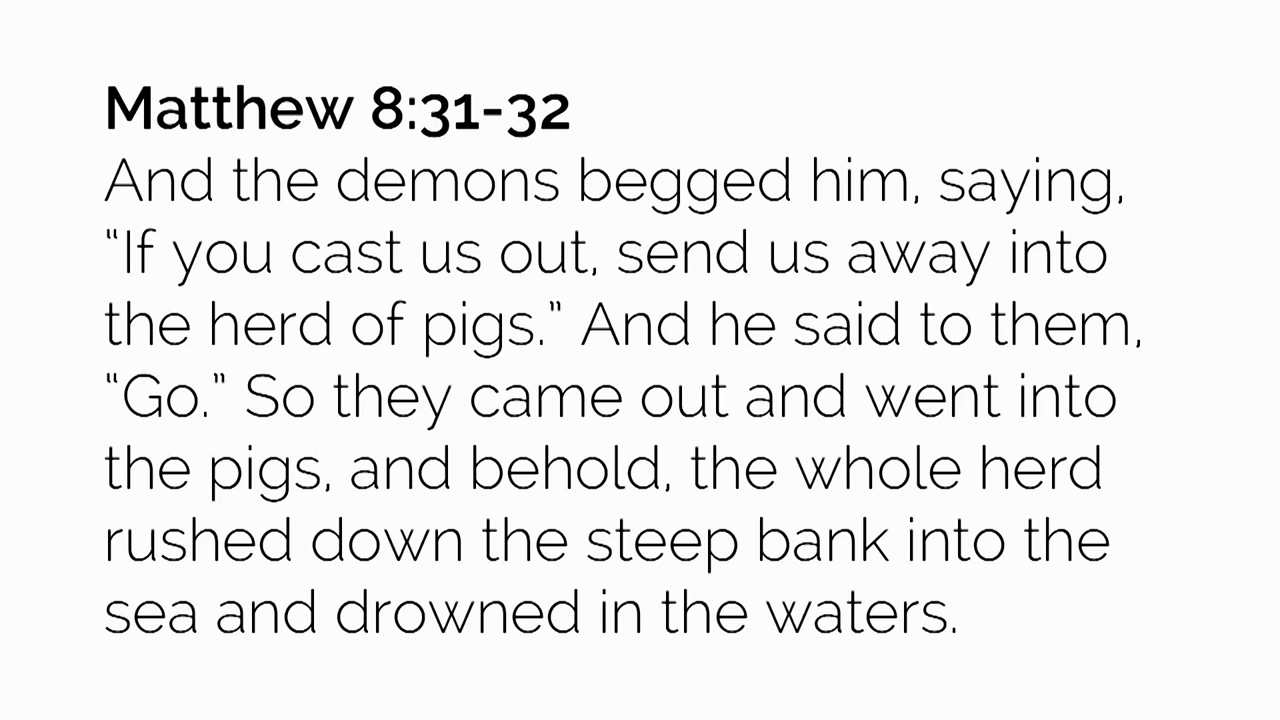 Matthew 8:31-32
And the demons begged him, saying,
“If you cast us out, send us away into
the herd of pigs.” And he said to them,
“Go.” So they came out and went into
the pigs, and behold, the whole herd
rushed down the steep bank into the
sea and drowned in the waters.